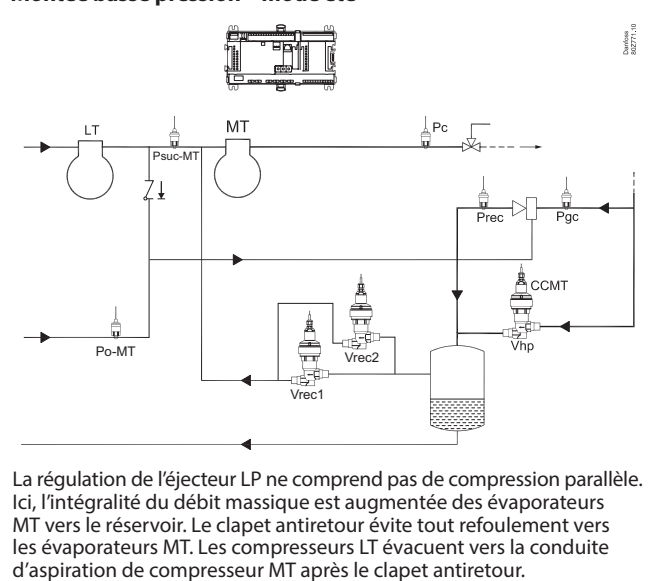 Danfoss
80Z771.10
LT
MT
Psuc-MT
Pc
Prec
Pgc
CCMT
Vhp
Po-MT
Vrec2
Vrec1
La régulation de l’éjecteur LP ne comprend pas de compression parallèle.
Ici, l’intégralité du débit massique est augmentée des évaporateurs
MT vers le réservoir. Le clapet antiretour évite tout refoulement vers
les évaporateurs MT. Les compresseurs LT évacuent vers la conduite
d’aspiration de compresseur MT après le clapet antiretour.